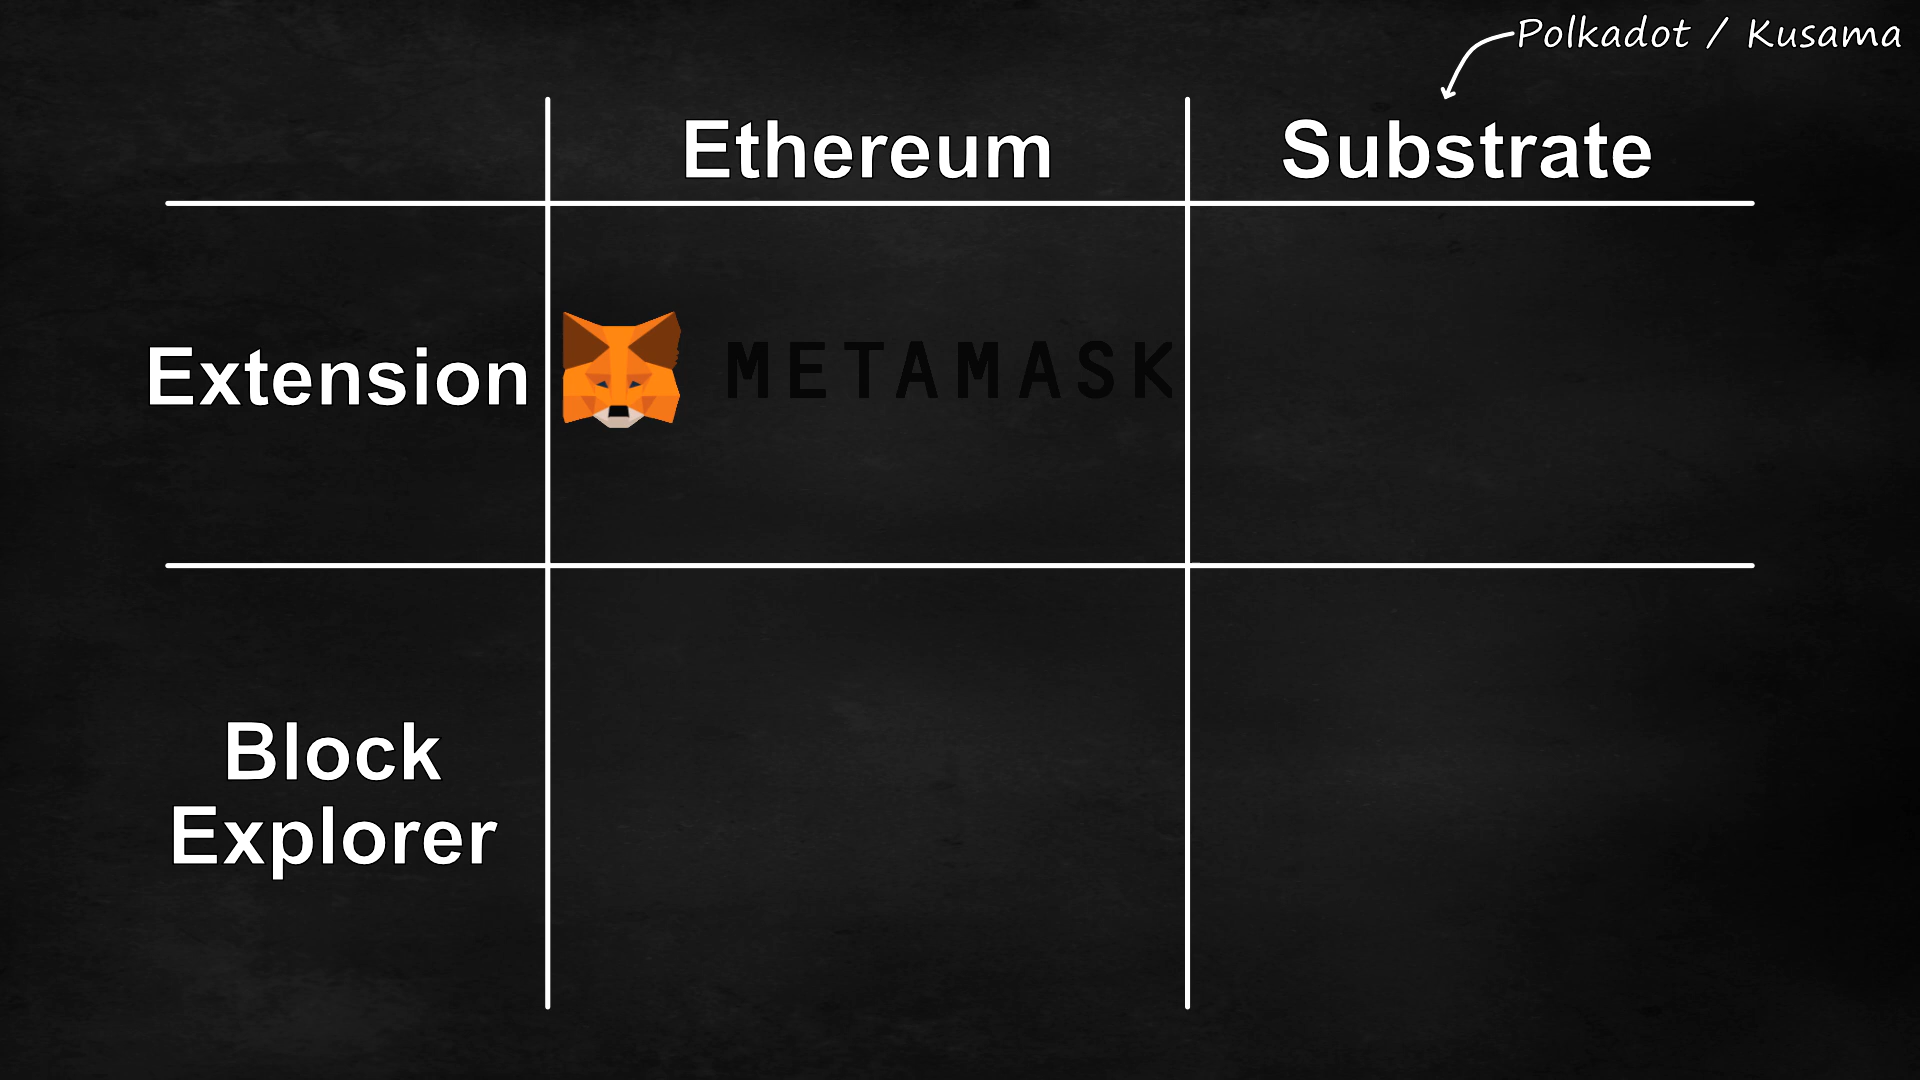 Polkadot / Kusama
Ethereum
Substrate
Extension
METAMASK
Block
Explorer